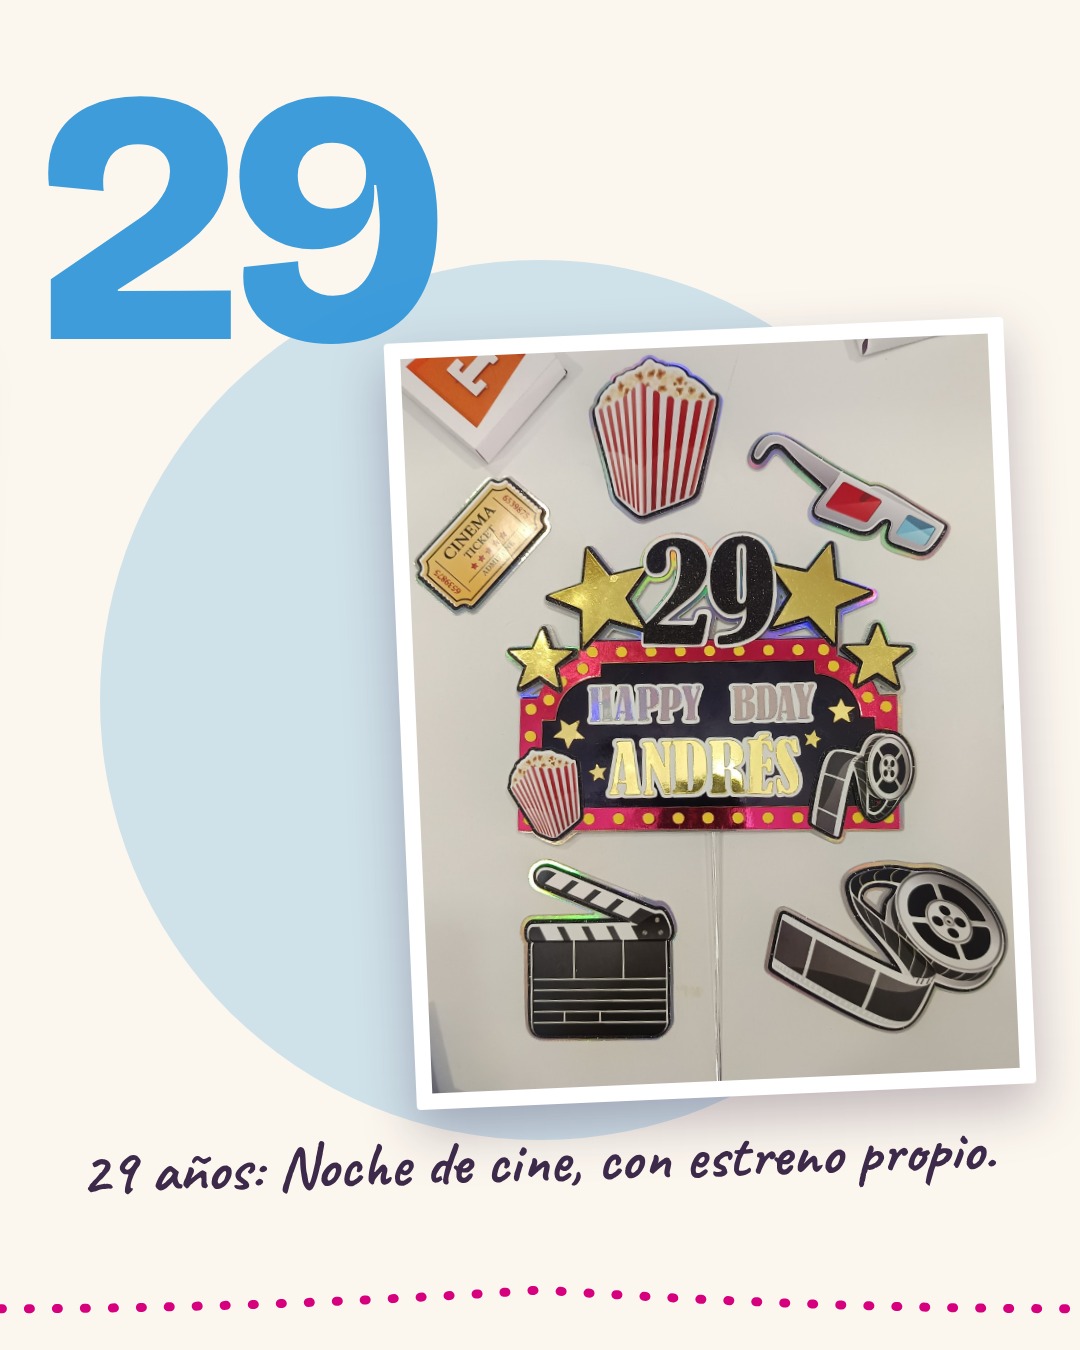 29
CINEMA
TICKET
29
HAPPY BDAY
ANDRÉS
29 años: Noche de cine, con estreno propio.